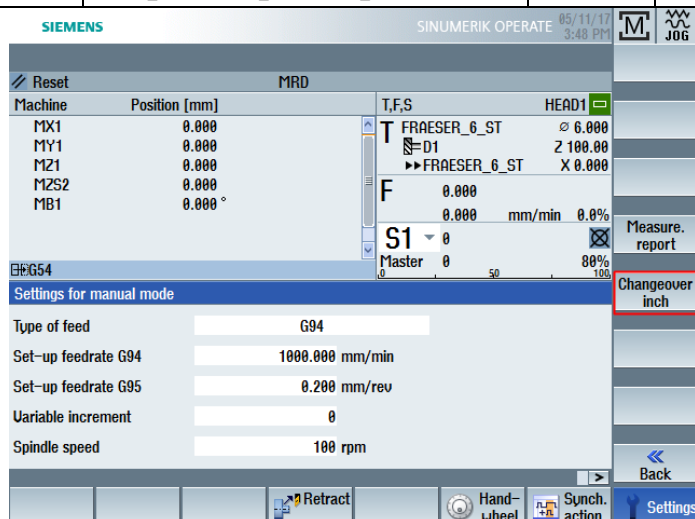 SIEMENS
SINUMERIK OPERATE 05/11/17 3:48 PM
M JOG
Reset MRD
Machine Position [mm]
MX1 0.000
MY1 0.000
MZ1 0.000
MZS2 0.000
MB1 0.000 °
G54
T,F,S HEAD1
T FRAESER_6_ST ⌀ 6.000
D1 Z 100.00
▸▸FRAESER_6_ST X 0.000
F 0.000
0.000 mm/min 0.0%
S1 0
Master 0 80%
0 50 100
Settings for manual mode
Type of feed G94
Set-up feedrate G94 1000.000 mm/min
Set-up feedrate G95 0.200 mm/rev
Variable increment 0
Spindle speed 100 rpm
Measure.
report
Changeover
inch
«
Back
>
Retract
Hand-
wheel
Synch.
action
Settings